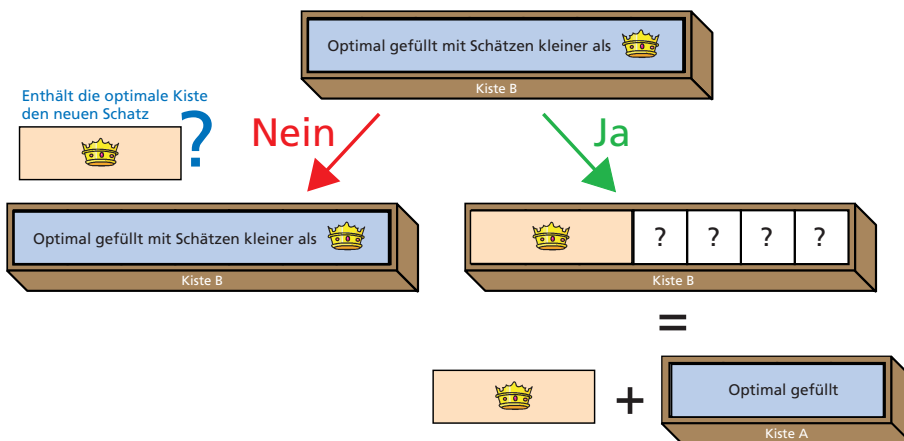 Optimal gefüllt mit Schätzen kleiner als
Kiste B
Enthält die optimale Kiste
den neuen Schatz
?
Nein
Ja
Optimal gefüllt mit Schätzen kleiner als
Kiste B
? ? ? ?
Kiste B
=
+
Optimal gefüllt
Kiste A